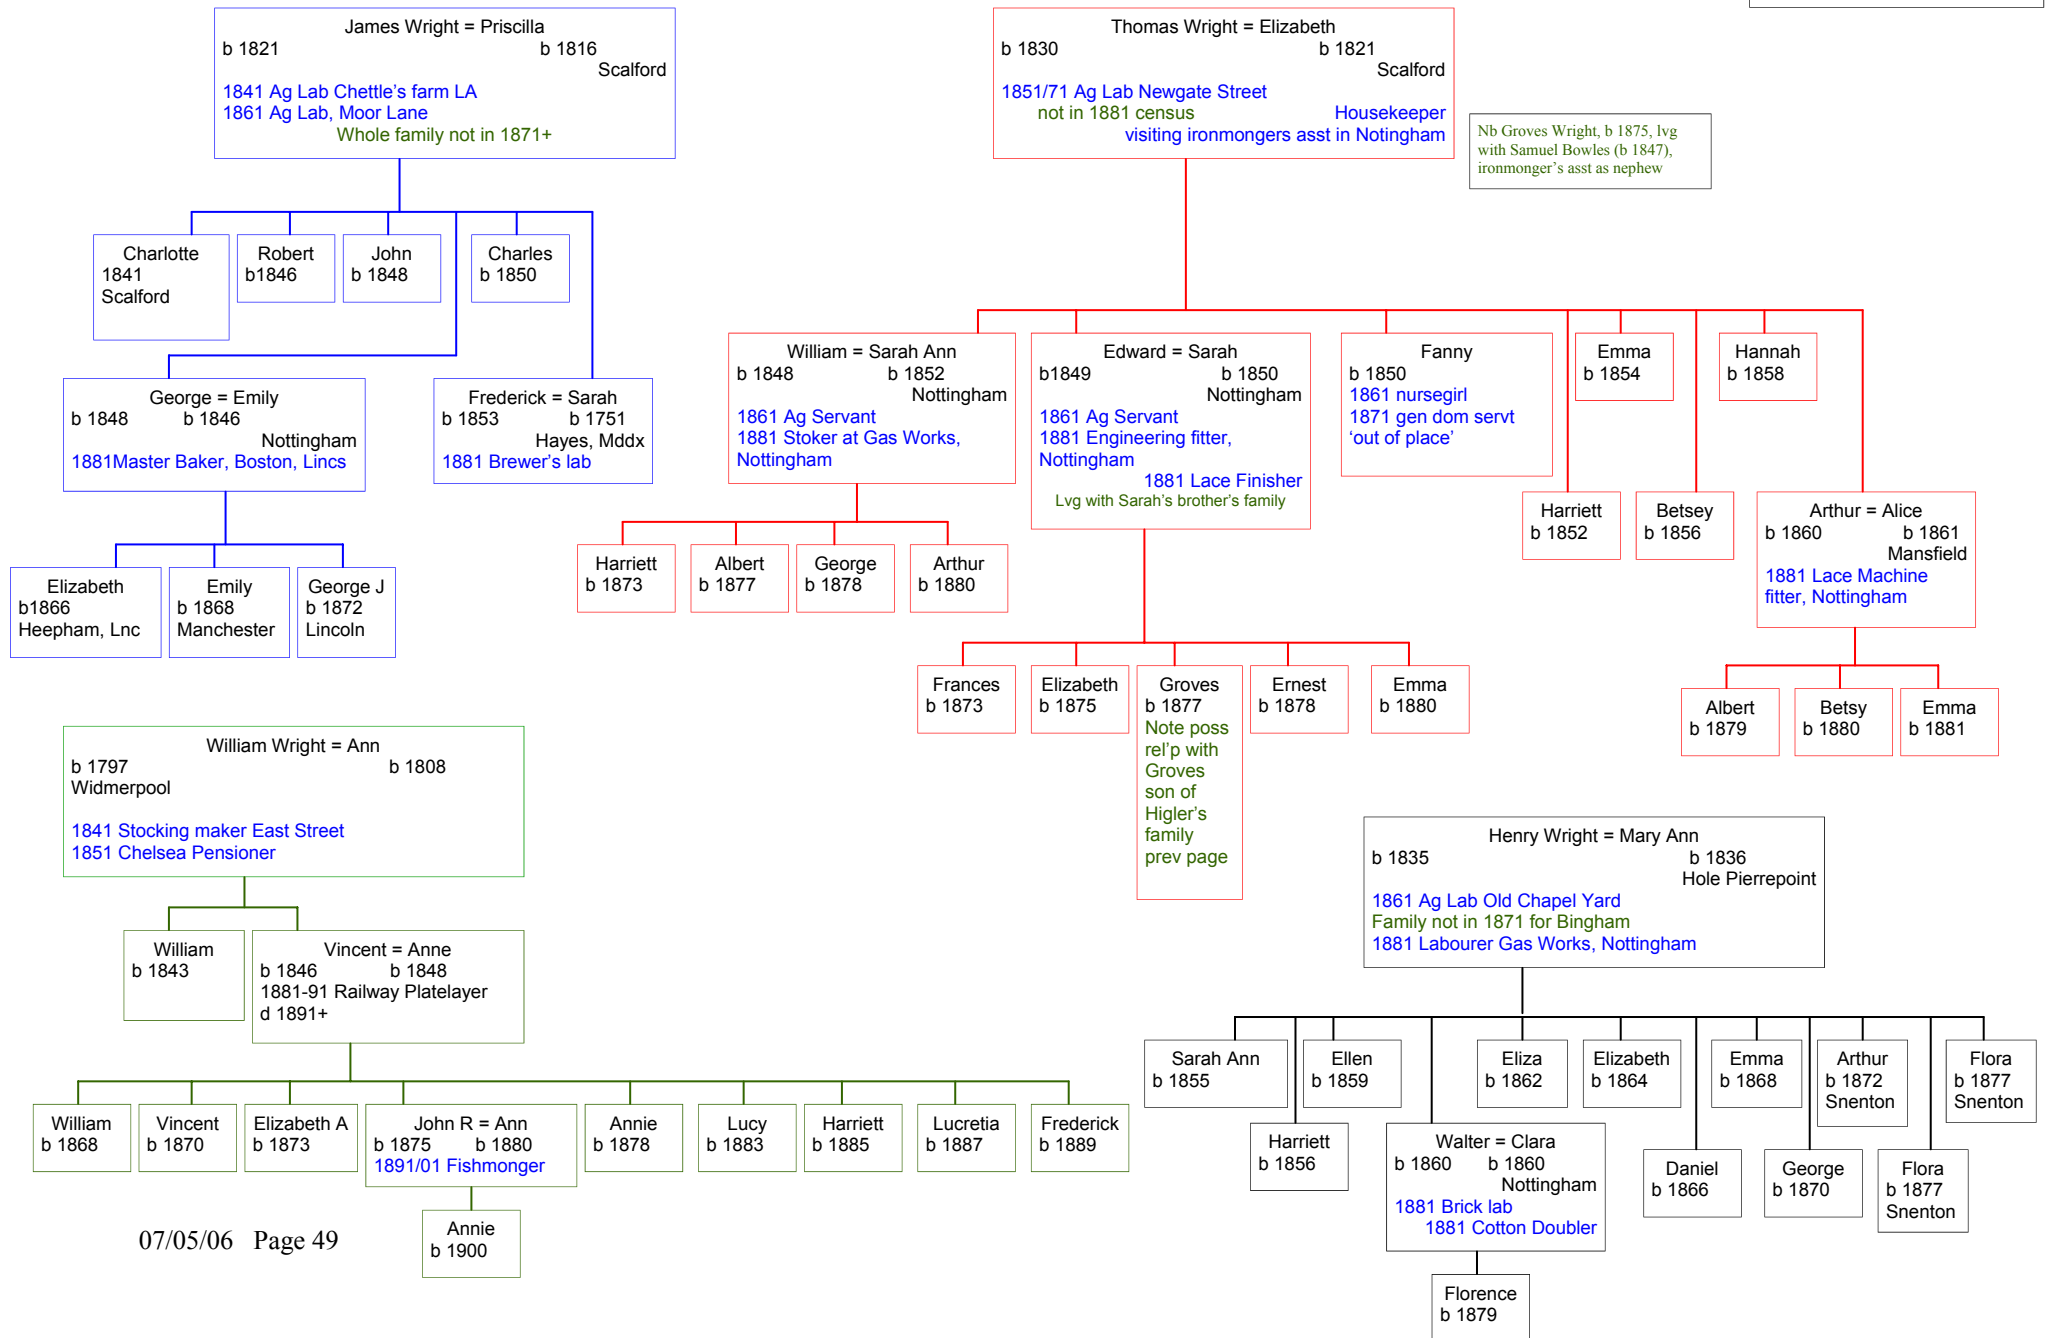 James Wright = Priscilla
b 1821 b 1816
Scalford
1841 Ag Lab Chettle's farm LA
1861 Ag Lab, Moor Lane
Whole family not in 1871+
Thomas Wright = Elizabeth
b 1830 b 1821
Scalford
1851/71 Ag Lab Newgate Street
not in 1881 census Housekeeper
visiting ironmongers asst in Notingham
Nb Groves Wright, b 1875, lvg
with Samuel Bowles (b 1847),
ironmonger's asst as nephew
Charlotte
1841
Scalford
Robert
b1846
John
b 1848
Charles
b 1850
George = Emily
b 1848 b 1846
Nottingham
1881Master Baker, Boston, Lincs
Frederick = Sarah
b 1853 b 1751
Hayes, Mddx
1881 Brewer's lab
Elizabeth
b1866
Heepham, Lnc
Emily
b 1868
Manchester
George J
b 1872
Lincoln
William = Sarah Ann
b 1848 b 1852
Nottingham
1861 Ag Servant
1881 Stoker at Gas Works,
Nottingham
Edward = Sarah
b1849 b 1850
Nottingham
1861 Ag Servant
1881 Engineering fitter,
Nottingham
1881 Lace Finisher
Lvg with Sarah's brother's family
Fanny
b 1850
1861 nursegirl
1871 gen dom servt
'out of place'
Emma
b 1854
Hannah
b 1858
Harriett
b 1852
Betsey
b 1856
Arthur = Alice
b 1860 b 1861
Mansfield
1881 Lace Machine
fitter, Nottingham
Harriett
b 1873
Albert
b 1877
George
b 1878
Arthur
b 1880
Frances
b 1873
Elizabeth
b 1875
Groves
b 1877
Note poss
rel'p with
Groves
son of
Higler's
family
prev page
Ernest
b 1878
Emma
b 1880
Albert
b 1879
Betsy
b 1880
Emma
b 1881
William Wright = Ann
b 1797 b 1808
Widmerpool
1841 Stocking maker East Street
1851 Chelsea Pensioner
William
b 1843
Vincent = Anne
b 1846 b 1848
1881-91 Railway Platelayer
d 1891+
William
b 1868
Vincent
b 1870
Elizabeth A
b 1873
John R = Ann
b 1875 b 1880
1891/01 Fishmonger
Annie
b 1878
Lucy
b 1883
Harriett
b 1885
Lucretia
b 1887
Frederick
b 1889
Annie
b 1900
Henry Wright = Mary Ann
b 1835 b 1836
Hole Pierrepoint
1861 Ag Lab Old Chapel Yard
Family not in 1871 for Bingham
1881 Labourer Gas Works, Nottingham
Sarah Ann
b 1855
Ellen
b 1859
Eliza
b 1862
Elizabeth
b 1864
Emma
b 1868
Arthur
b 1872
Snenton
Flora
b 1877
Snenton
Harriett
b 1856
Walter = Clara
b 1860 b 1860
Nottingham
1881 Brick lab
1881 Cotton Doubler
Daniel
b 1866
George
b 1870
Flora
b 1877
Snenton
Florence
b 1879
07/05/06 Page 49